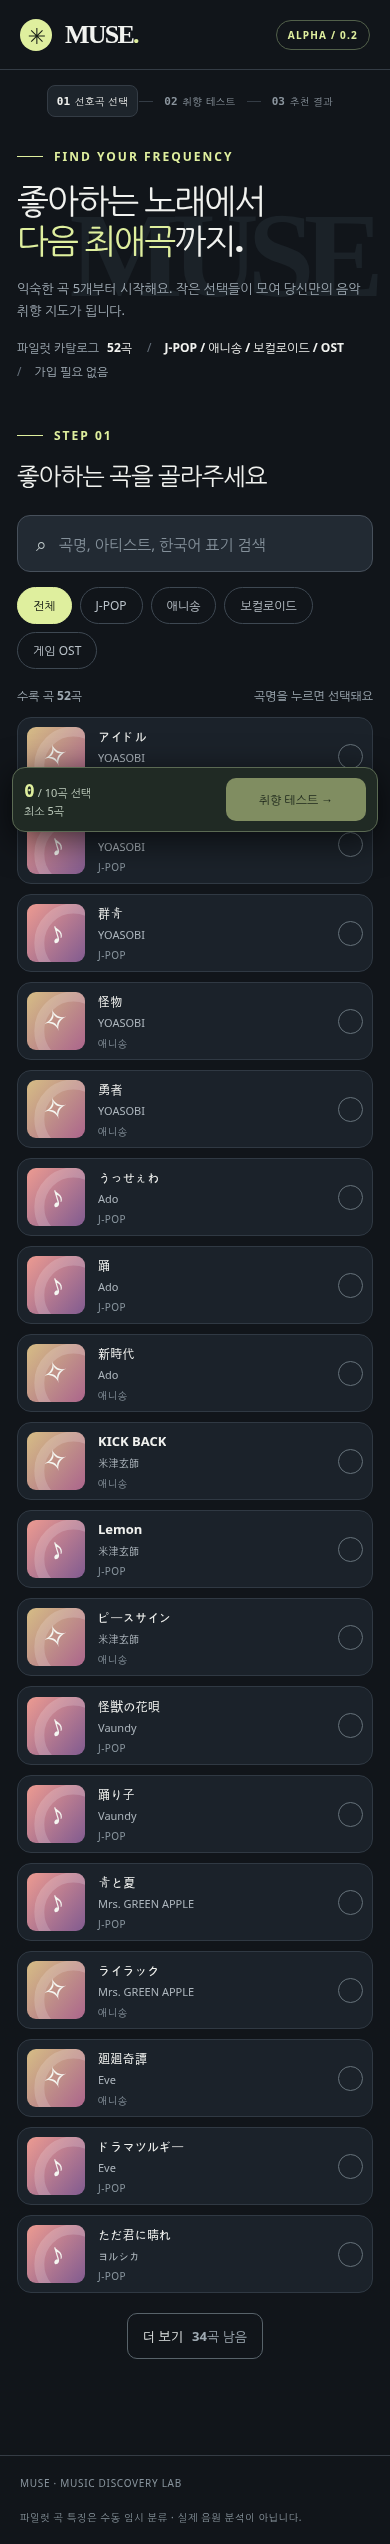 MUSE.
ALPHA / 0.2
01 선호곡 선택 02 취향 테스트 03 추천 결과
FIND YOUR FREQUENCY
MUSE
좋아하는 노래에서
다음 최애곡까지.
익숙한 곡 5개부터 시작해요. 작은 선택들이 모여 당신만의 음악
취향 지도가 됩니다.
파일럿 카탈로그 52곡 / J-POP / 애니송 / 보컬로이드 / OST
/ 가입 필요 없음
STEP 01
좋아하는 곡을 골라주세요
곡명, 아티스트, 한국어 표기 검색
전체 J-POP 애니송 보컬로이드
게임 OST
수록 곡 52곡 곡명을 누르면 선택돼요
アイドル
YOASOBI
0 / 10곡 선택
최소 5곡
취향 테스트 →
YOASOBI
J-POP
群青
YOASOBI
J-POP
怪物
YOASOBI
애니송
勇者
YOASOBI
애니송
うっせぇわ
Ado
J-POP
踊
Ado
J-POP
新時代
Ado
애니송
KICK BACK
米津玄師
애니송
Lemon
米津玄師
J-POP
ピースサイン
米津玄師
애니송
怪獣の花唄
Vaundy
J-POP
踊り子
Vaundy
J-POP
青と夏
Mrs. GREEN APPLE
J-POP
ライラック
Mrs. GREEN APPLE
애니송
廻廻奇譚
Eve
애니송
ドラマツルギー
Eve
J-POP
ただ君に晴れ
ヨルシカ
J-POP
더 보기 34곡 남음
MUSE · MUSIC DISCOVERY LAB
파일럿 곡 특징은 수동 임시 분류 · 실제 음원 분석이 아닙니다.